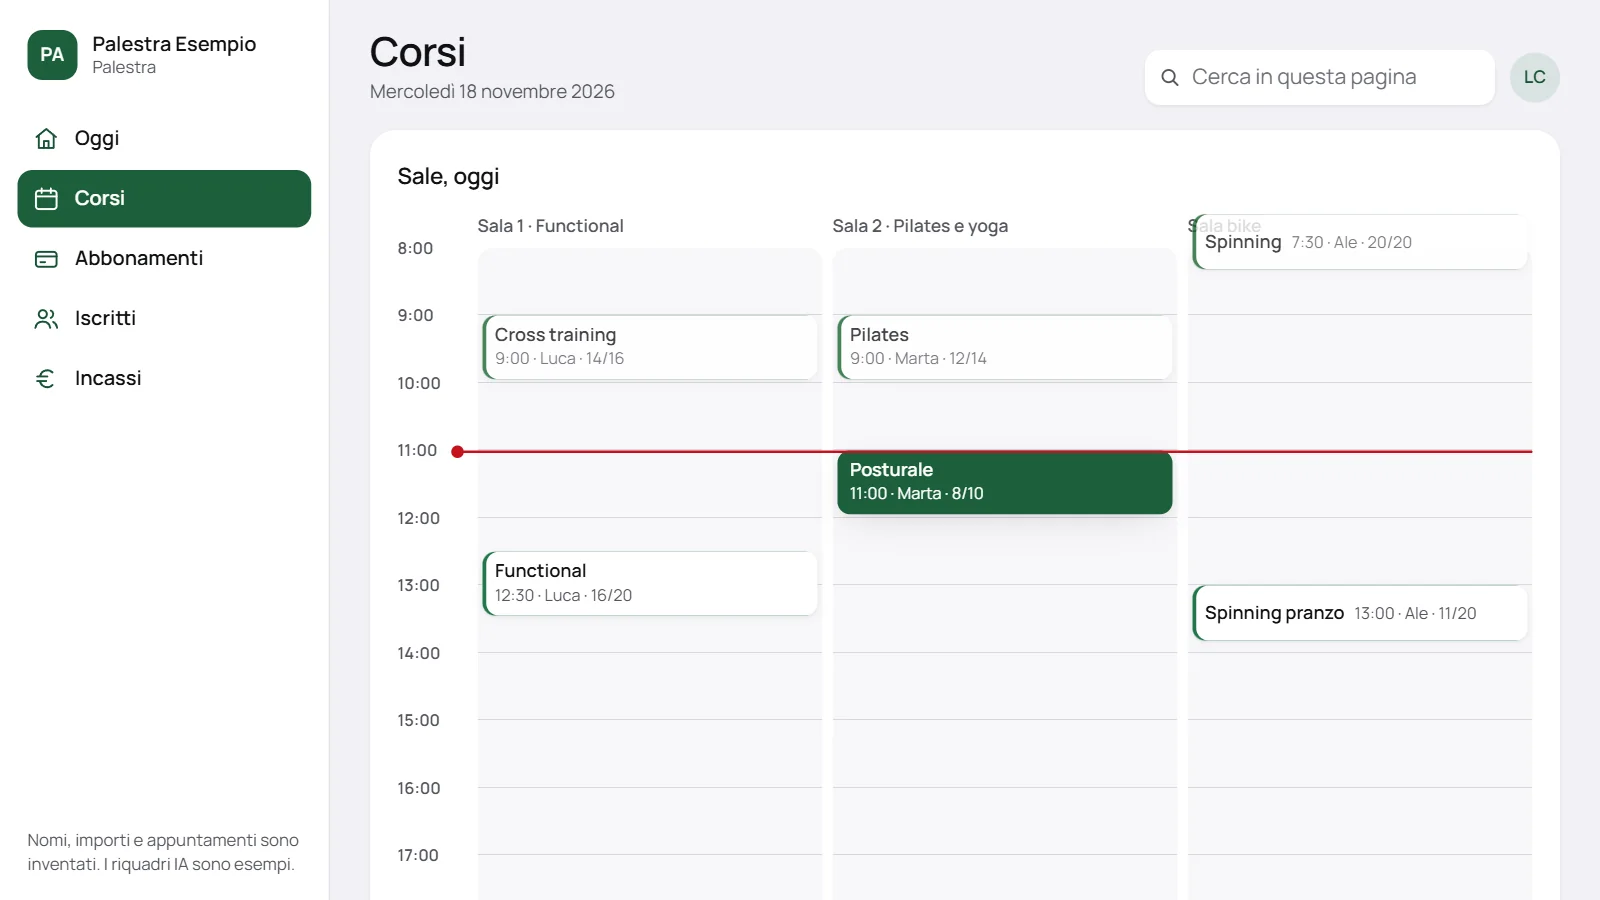 PA
Palestra Esempio
Palestra
Oggi
Corsi
Abbonamenti
Iscritti
Incassi
Nomi, importi e appuntamenti sono
inventati. I riquadri IA sono esempi.
Corsi
Mercoledì 18 novembre 2026
Cerca in questa pagina
LC
Sale, oggi
Sala 1 · Functional
Sala 2 · Pilates e yoga
Sala bike
8:00
Spinning 7:30 · Ale · 20/20
9:00
Cross training
9:00 · Luca · 14/16
Pilates
9:00 · Marta · 12/14
10:00
11:00
Posturale
11:00 · Marta · 8/10
12:00
Functional
12:30 · Luca · 16/20
13:00
Spinning pranzo 13:00 · Ale · 11/20
14:00
15:00
16:00
17:00